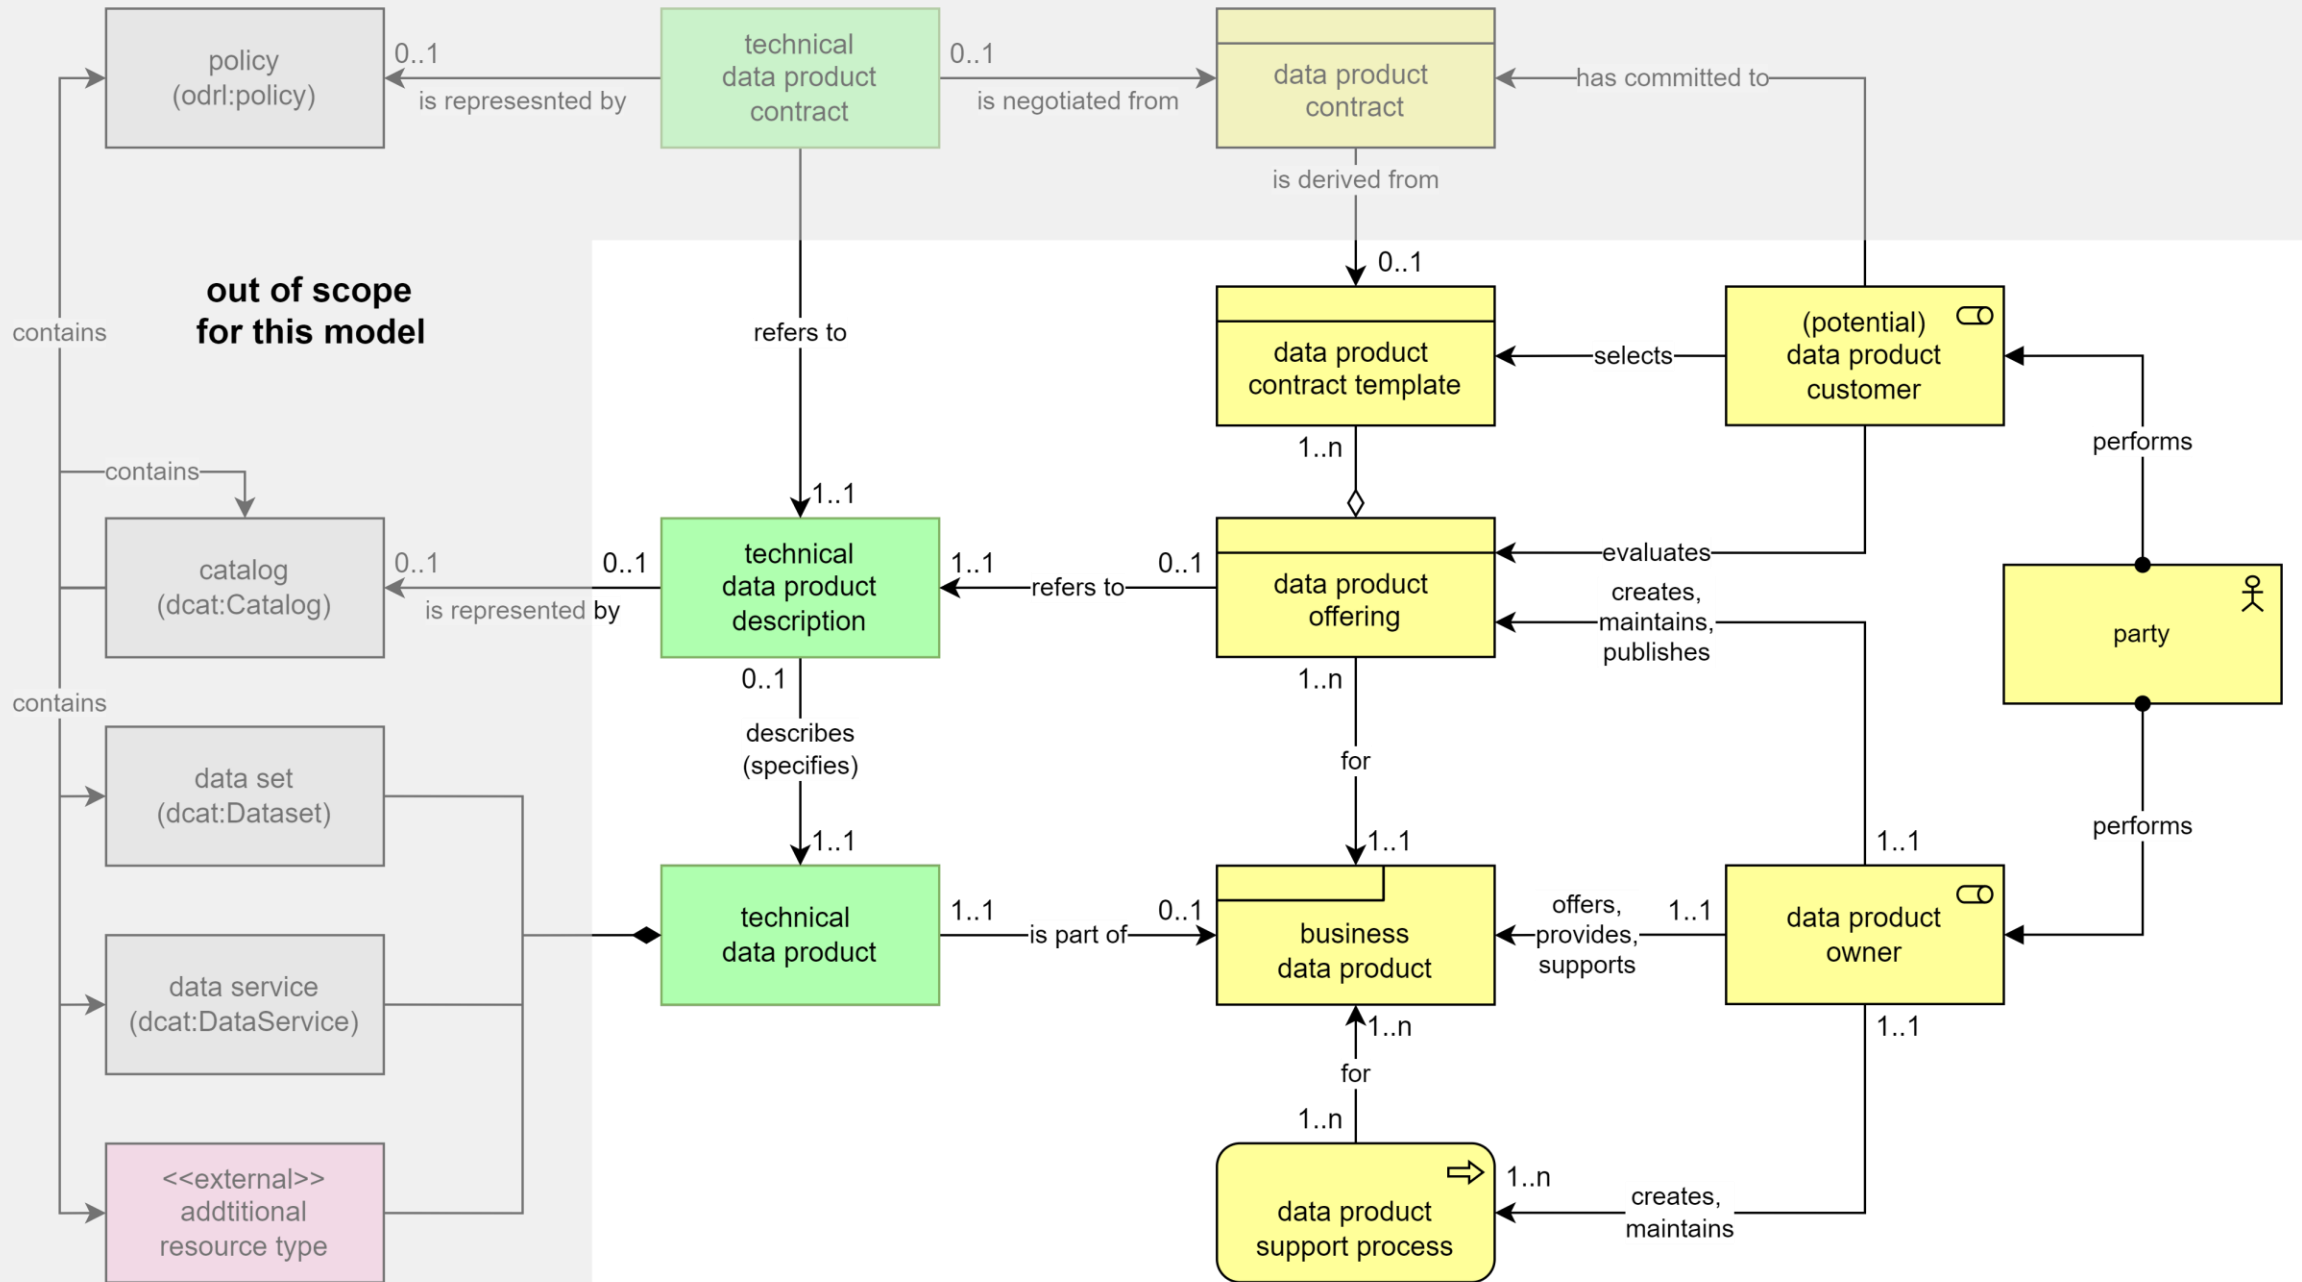 policy
(odrl:policy)
0..1
is represesnted by
technical
data product
contract
0..1
is negotiated from
data product
contract
has committed to
is derived from
out of scope
for this model
contains
refers to
0..1
data product
contract template
selects
(potential)
data product
customer
performs
1..n
contains
1..1
catalog
(dcat:Catalog)
0..1
0..1
is represented by
technical
data product
description
1..1
refers to
0..1
data product
offering
evaluates
creates,
maintains,
publishes
party
contains
0..1
describes
(specifies)
1..n
for
performs
data set
(dcat:Dataset)
1..1
1..1
1..1
technical
data product
1..1
is part of
0..1
business
data product
offers,
provides,
supports
1..1
data product
owner
data service
(dcat:DataService)
1..n
for
1..n
1..1
<<external>>
addtitional
resource type
data product
support process
1..n
creates,
maintains